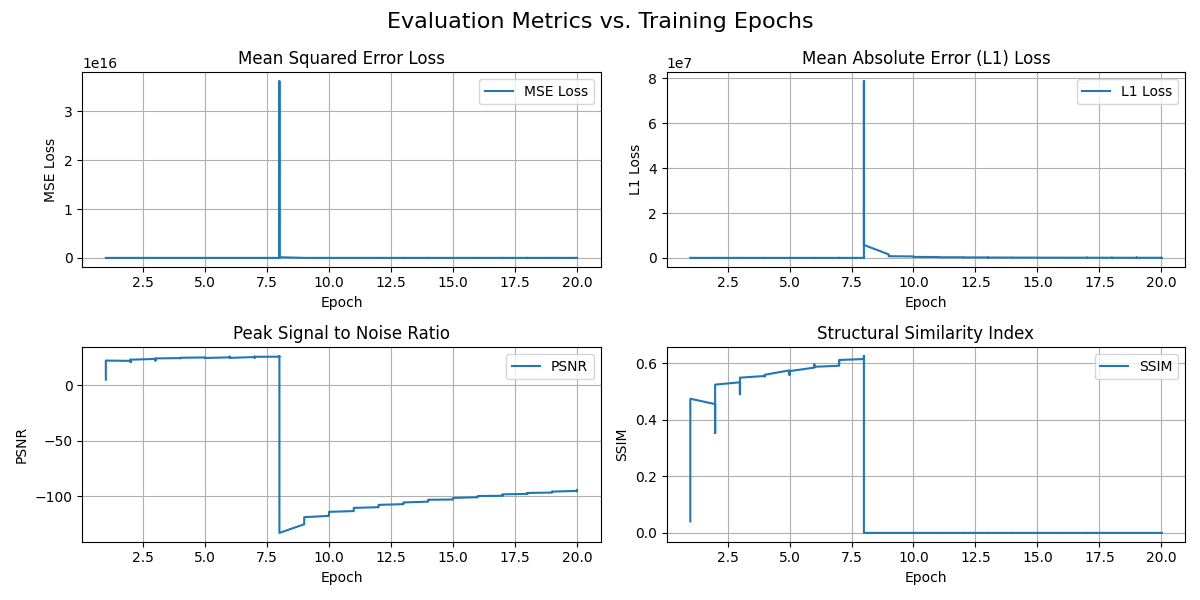 Evaluation Metrics vs. Training Epochs
Mean Squared Error Loss
1e16
MSE Loss
3
2
1
0
MSE Loss
2.5 5.0 7.5 10.0 12.5 15.0 17.5 20.0
Epoch
Mean Absolute Error (L1) Loss
1e7
L1 Loss
8
6
4
2
0
L1 Loss
2.5 5.0 7.5 10.0 12.5 15.0 17.5 20.0
Epoch
Peak Signal to Noise Ratio
PSNR
0
−50
−100
PSNR
2.5 5.0 7.5 10.0 12.5 15.0 17.5 20.0
Epoch
Structural Similarity Index
SSIM
0.6
0.4
0.2
0.0
SSIM
2.5 5.0 7.5 10.0 12.5 15.0 17.5 20.0
Epoch